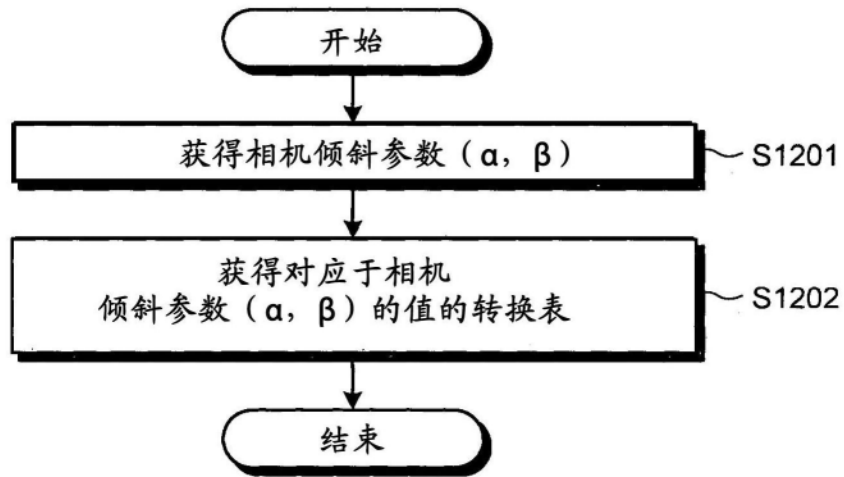 开始
获得相机倾斜参数（α，β）
S1201
获得对应于相机
倾斜参数（α，β）的值的转换表
S1202
结束